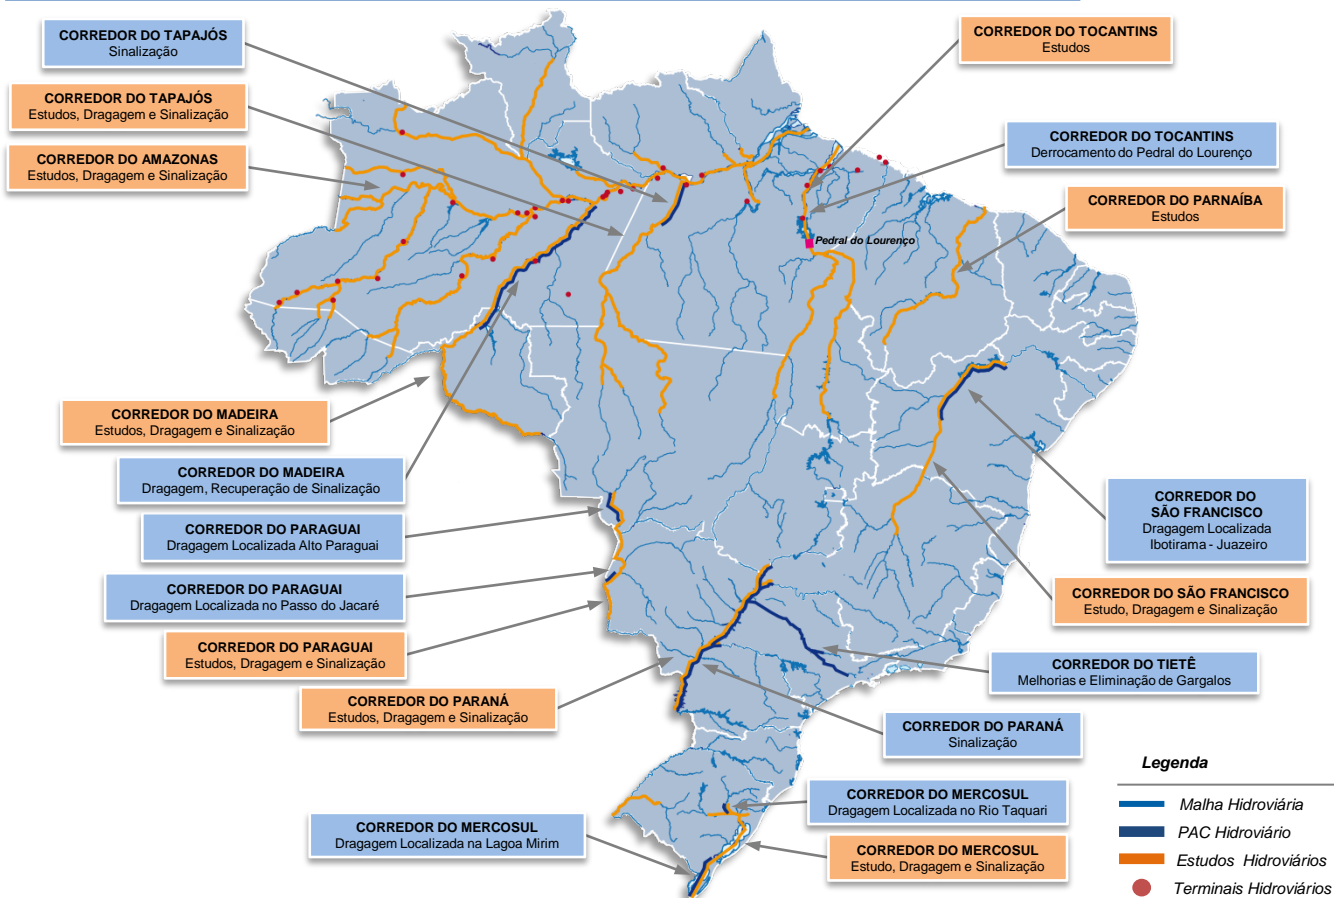 CORREDOR DO TAPAJÓS
Sinalização
CORREDOR DO TAPAJÓS
Estudos, Dragagem e Sinalização
CORREDOR DO AMAZONAS
Estudos, Dragagem e Sinalização
CORREDOR DO TOCANTINS
Estudos
CORREDOR DO TOCANTINS
Derrocamento do Pedral do Lourenço
CORREDOR DO PARNAÍBA
Estudos
Pedral do Lourenço
CORREDOR DO MADEIRA
Estudos, Dragagem e Sinalização
CORREDOR DO MADEIRA
Dragagem, Recuperação de Sinalização
CORREDOR DO PARAGUAI
Dragagem Localizada Alto Paraguai
CORREDOR DO PARAGUAI
Dragagem Localizada no Passo do Jacaré
CORREDOR DO PARAGUAI
Estudos, Dragagem e Sinalização
CORREDOR DO PARANÁ
Estudos, Dragagem e Sinalização
CORREDOR DO
SÃO FRANCISCO
Dragagem Localizada
Ibotirama - Juazeiro
CORREDOR DO SÃO FRANCISCO
Estudo, Dragagem e Sinalização
CORREDOR DO TIETÊ
Melhorias e Eliminação de Gargalos
CORREDOR DO PARANÁ
Sinalização
CORREDOR DO MERCOSUL
Dragagem Localizada no Rio Taquari
CORREDOR DO MERCOSUL
Dragagem Localizada na Lagoa Mirim
CORREDOR DO MERCOSUL
Estudo, Dragagem e Sinalização
Legenda
Malha Hidroviária
PAC Hidroviário
Estudos Hidroviários
Terminais Hidroviários